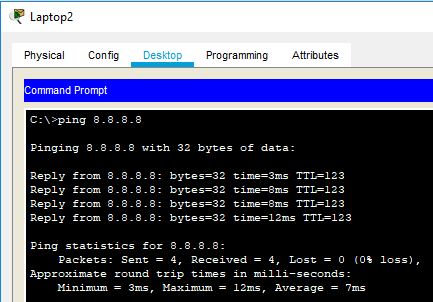 Laptop2
Physical Config Desktop Programming Attributes
Command Prompt
C:\>ping 8.8.8.8
Pinging 8.8.8.8 with 32 bytes of data:
Reply from 8.8.8.8: bytes=32 time=3ms TTL=123
Reply from 8.8.8.8: bytes=32 time=8ms TTL=123
Reply from 8.8.8.8: bytes=32 time=8ms TTL=123
Reply from 8.8.8.8: bytes=32 time=12ms TTL=123
Ping statistics for 8.8.8.8:
Packets: Sent = 4, Received = 4, Lost = 0 (0% loss),
Approximate round trip times in milli-seconds:
Minimum = 3ms, Maximum = 12ms, Average = 7ms